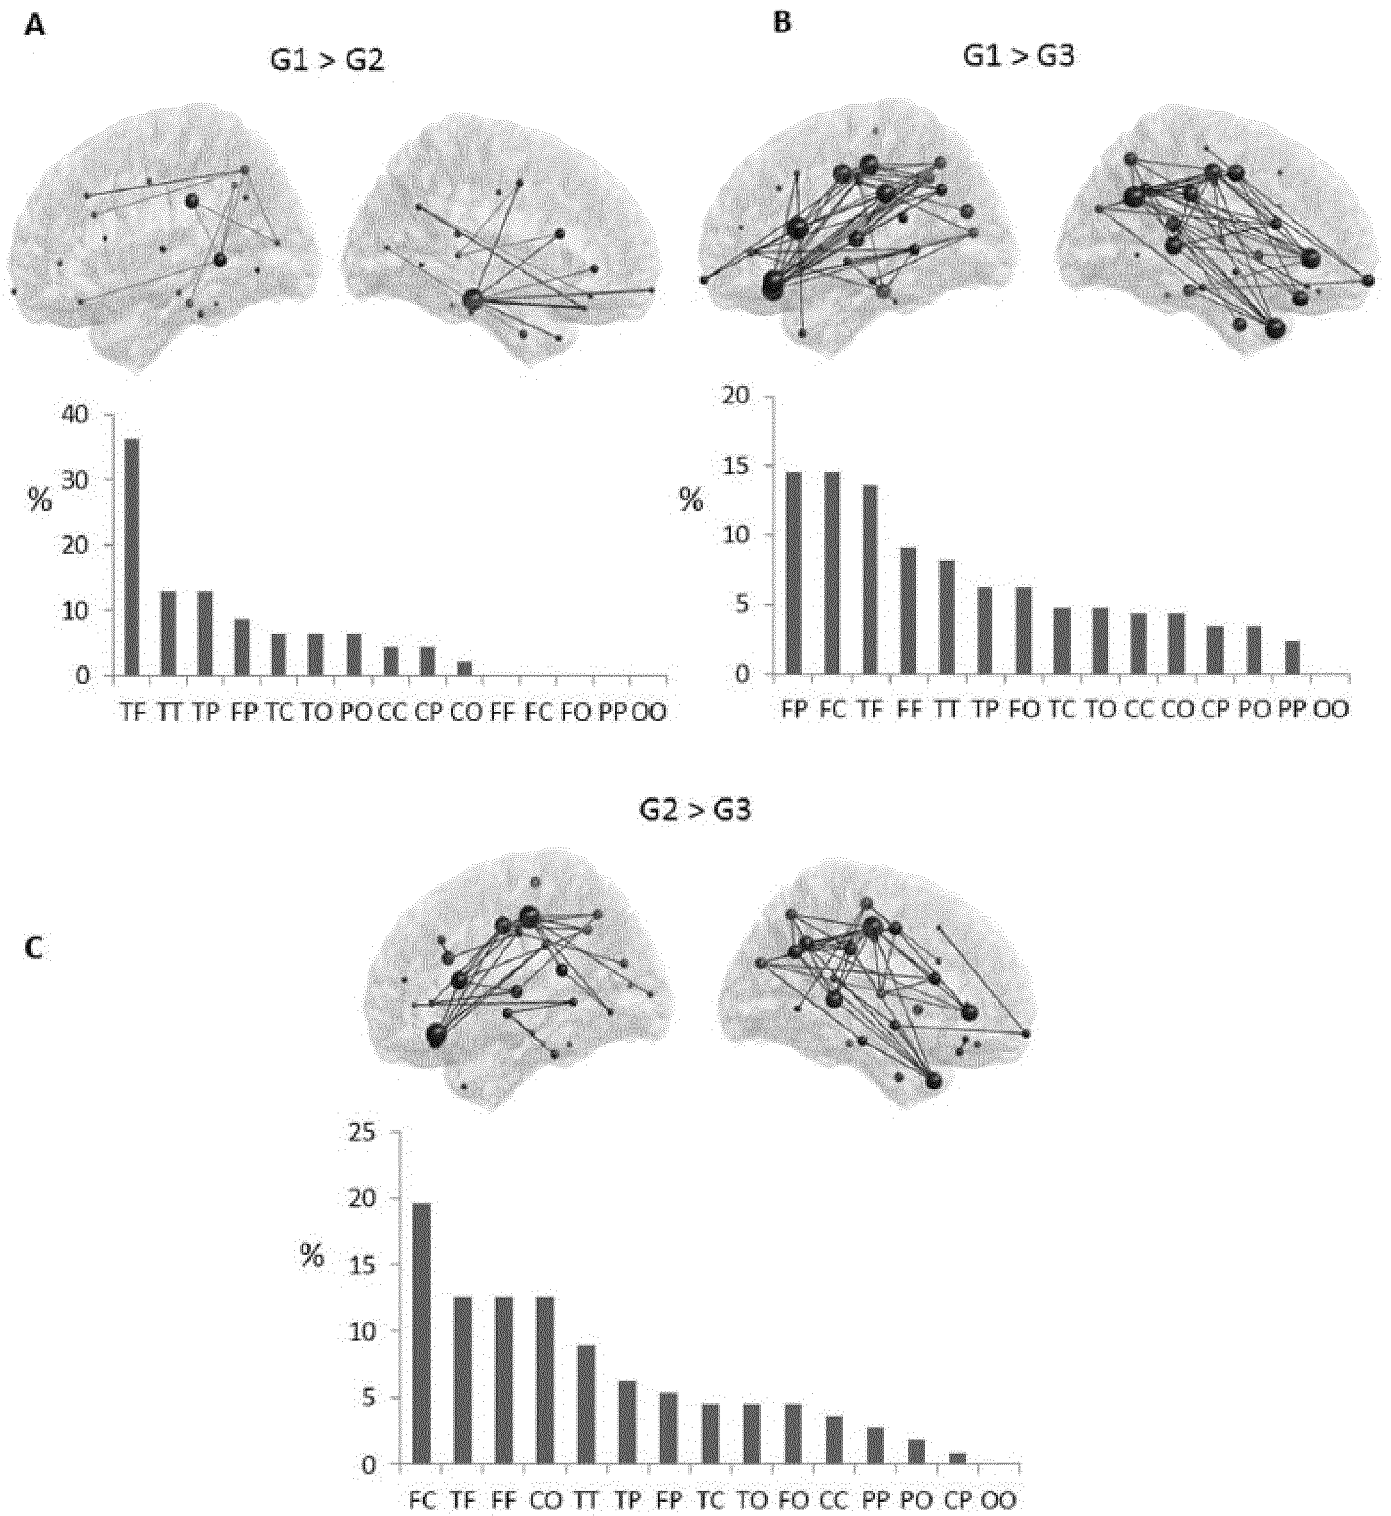 A
G1 > G2
40
30
%
20
10
0
TF TT TP FP TC TO PO CC CP CO FF FC FO PP OO
B
G1 > G3
20
15
%
10
5
0
FP FC TF FF TT TP FO TC TO CC CO CP PO PP OO
G2 > G3
C
25
20
%
15
10
5
0
FC TF FF CO TT TP FP TC TO FO CC PP PO CP OO